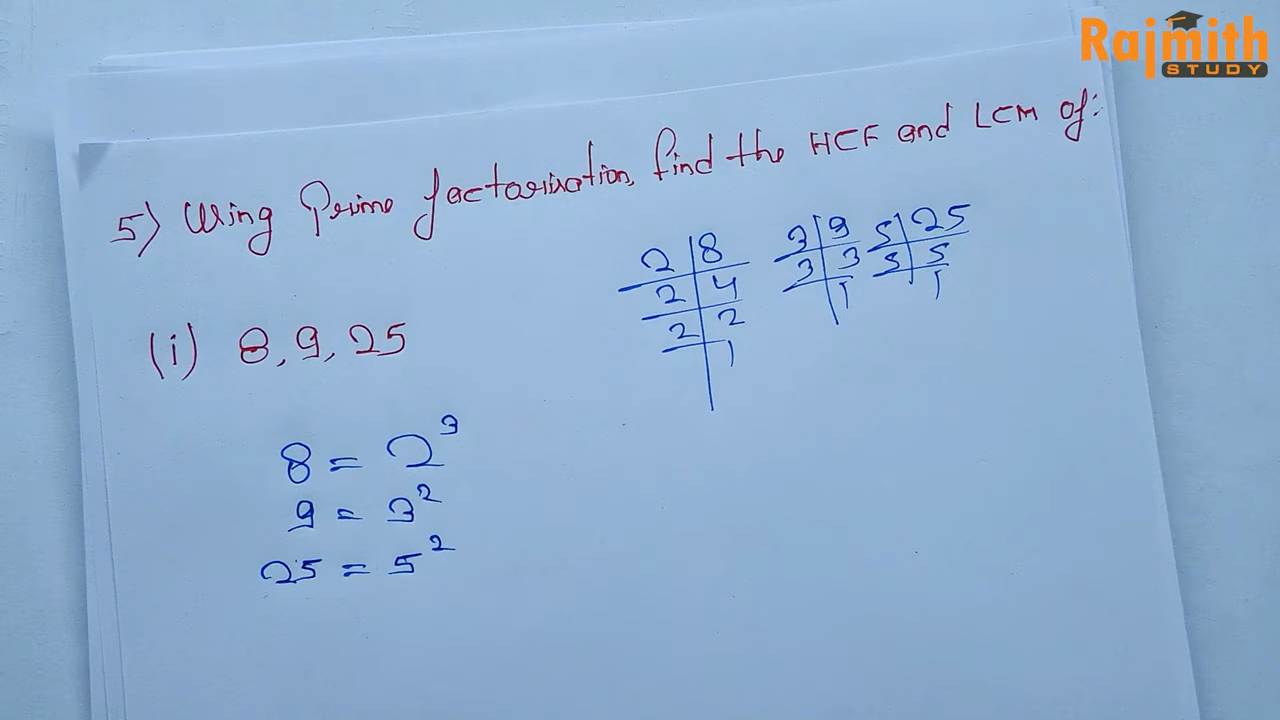 Rajmith
STUDY
5) Using Prime factorisation, find the HCF and LCM of:
2 | 8
2 | 4
2 | 2
1
3 | 9
3 | 3
1
5 | 25
5 | 5
1
(i) 8, 9, 25
8 = 2³
9 = 3²
25 = 5²